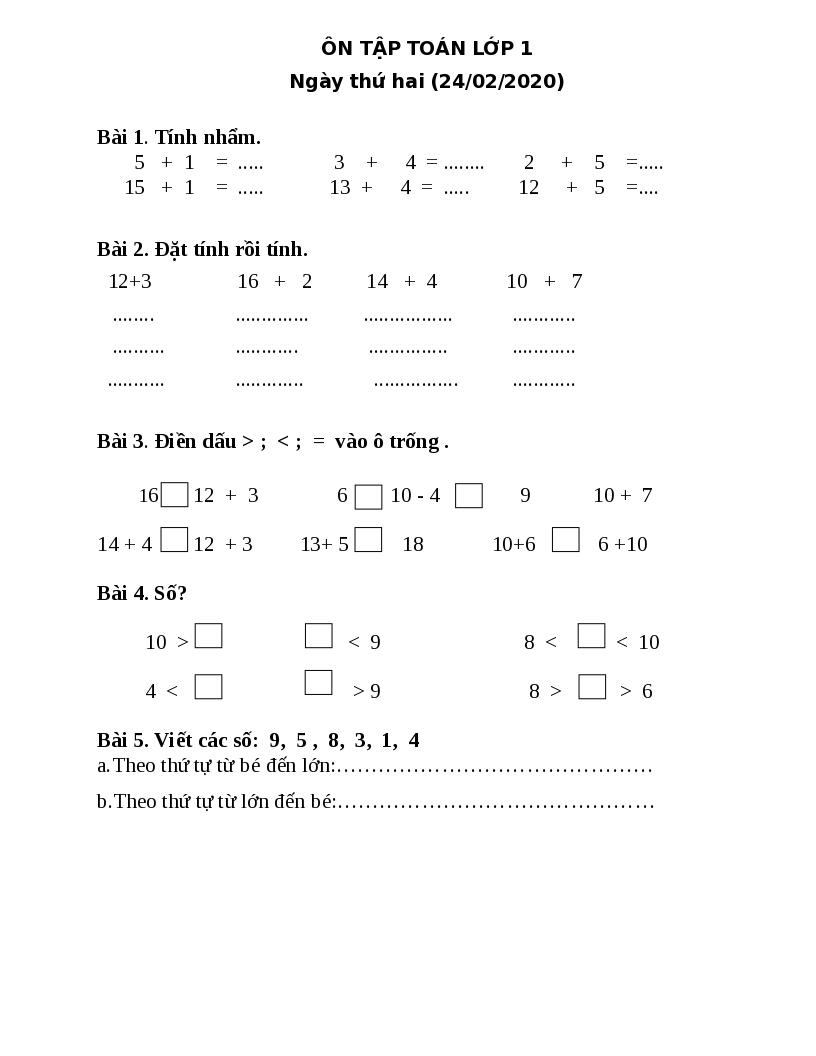 ÔN TẬP TOÁN LỚP 1
Ngày thứ hai (24/02/2020)
Bài 1. Tính nhẩm.
5 + 1 = ..... 3 + 4 = ........ 2 + 5 =.....
15 + 1 = ..... 13 + 4 = ..... 12 + 5 =....
Bài 2. Đặt tính rồi tính.
12+3 16 + 2 14 + 4 10 + 7
........ .............. ................ ............
.......... ............ ............... ............
........... ............. ................ ............
Bài 3. Điền dấu > ; < ; = vào ô trống .
16 □ 12 + 3 6 □ 10 - 4 □ 9 10 + 7
14 + 4 □ 12 + 3 13+ 5 □ 18 10+6 □ 6 +10
Bài 4. Số?
10 > □ □ < 9 8 < □ < 10
4 < □ □ > 9 8 > □ > 6
Bài 5. Viết các số: 9, 5 , 8, 3, 1, 4
a.Theo thứ tự từ bé đến lớn:………………………………………
b.Theo thứ tự từ lớn đến bé:………………………………………